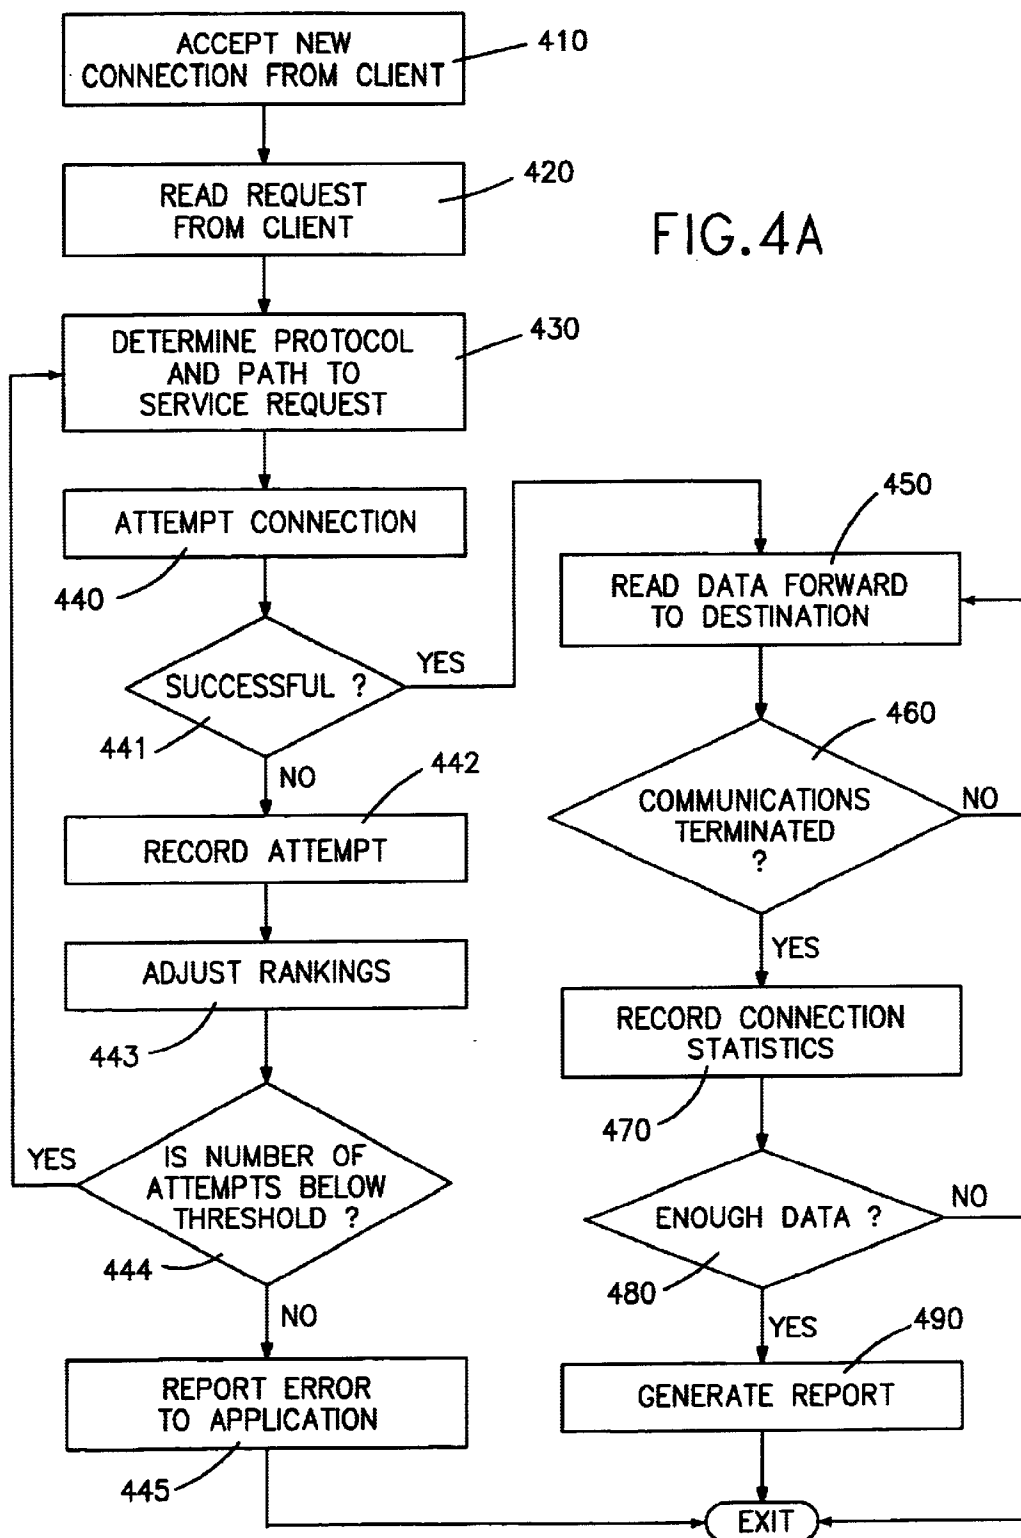 ACCEPT NEW
CONNECTION FROM CLIENT
410
READ REQUEST
FROM CLIENT
420
FIG.4A
DETERMINE PROTOCOL
AND PATH TO
SERVICE REQUEST
430
ATTEMPT CONNECTION
440
SUCCESSFUL ?
441
YES
NO
RECORD ATTEMPT
442
ADJUST RANKINGS
443
IS NUMBER OF
ATTEMPTS BELOW
THRESHOLD ?
444
YES
NO
REPORT ERROR
TO APPLICATION
445
450
READ DATA FORWARD
TO DESTINATION
460
COMMUNICATIONS
TERMINATED
?
NO
YES
RECORD CONNECTION
STATISTICS
470
ENOUGH DATA ?
480
NO
YES
490
GENERATE REPORT
EXIT